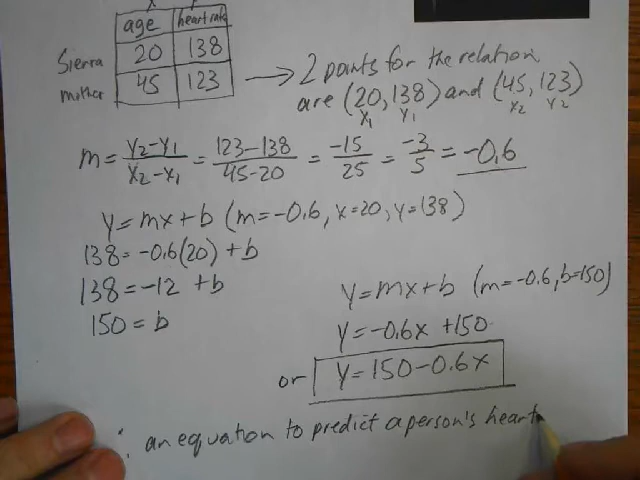 x y
age heart rate
Sierra 20 138
mother 45 123
→ 2 points for the relation
are (20, 138) and (45, 123)
x₁ y₁ x₂ y₂
m = y₂-y₁/x₂-x₁ = 123-138/45-20 = -15/25 = -3/5 = -0.6
y = mx + b (m=-0.6, x=20, y=138)
138 = -0.6(20) + b
138 = -12 + b
150 = b
y = mx + b (m=-0.6, b=150)
y = -0.6x + 150
or y = 150 - 0.6x
∴ an equation to predict a person's heart